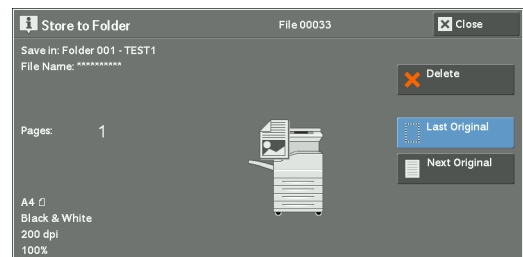 Store to Folder
File 00033
Close
Save in: Folder 001 - TEST1
File Name: **********
Delete
Pages: 1
Last Original
Next Original
A4
Black & White
200 dpi
100%